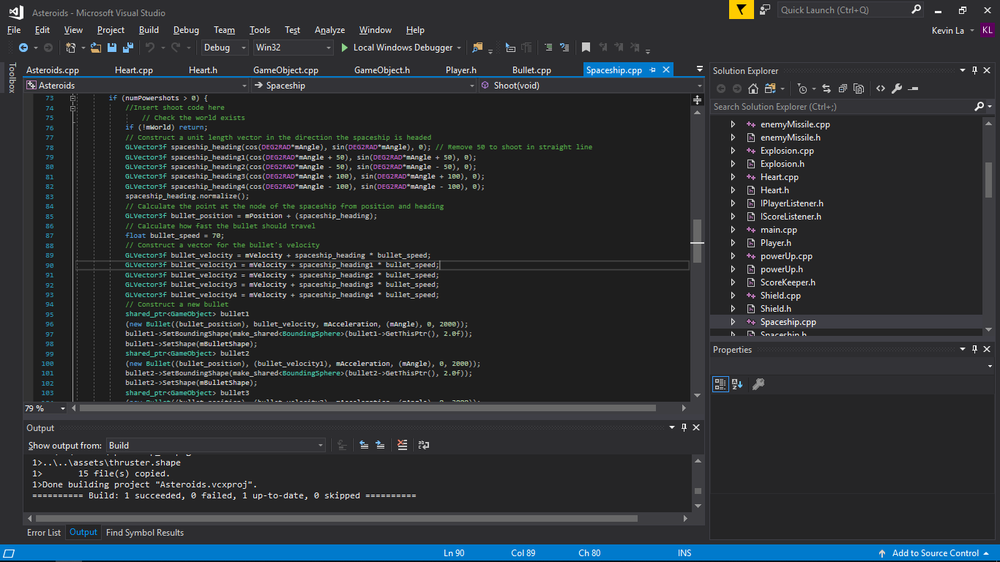 Asteroids - Microsoft Visual Studio
Quick Launch (Ctrl+Q)
File Edit View Project Build Debug Team Tools Test Analyze Window Help
Kevin La KL
Debug Win32 Local Windows Debugger
Toolbox
Asteroids.cpp Heart.cpp Heart.h GameObject.cpp GameObject.h Player.h Bullet.cpp Spaceship.cpp
Asteroids Spaceship Shoot(void)
73 if (numPowershots > 0) {
74 //Insert shoot code here
75 // Check the world exists
76 if (!mWorld) return;
77 // Construct a unit length vector in the direction the spaceship is headed
78 GLVector3f spaceship_heading(cos(DEG2RAD*mAngle), sin(DEG2RAD*mAngle), 0); // Remove 50 to shoot in straight line
79 GLVector3f spaceship_heading1(cos(DEG2RAD*mAngle + 50), sin(DEG2RAD*mAngle + 50), 0);
80 GLVector3f spaceship_heading2(cos(DEG2RAD*mAngle - 50), sin(DEG2RAD*mAngle - 50), 0);
81 GLVector3f spaceship_heading3(cos(DEG2RAD*mAngle + 100), sin(DEG2RAD*mAngle + 100), 0);
82 GLVector3f spaceship_heading4(cos(DEG2RAD*mAngle - 100), sin(DEG2RAD*mAngle - 100), 0);
83 spaceship_heading.normalize();
84 // Calculate the point at the node of the spaceship from position and heading
85 GLVector3f bullet_position = mPosition + (spaceship_heading);
86 // Calculate how fast the bullet should travel
87 float bullet_speed = 70;
88 // Construct a vector for the bullet's velocity
89 GLVector3f bullet_velocity = mVelocity + spaceship_heading * bullet_speed;
90 GLVector3f bullet_velocity1 = mVelocity + spaceship_heading1 * bullet_speed;
91 GLVector3f bullet_velocity2 = mVelocity + spaceship_heading2 * bullet_speed;
92 GLVector3f bullet_velocity3 = mVelocity + spaceship_heading3 * bullet_speed;
93 GLVector3f bullet_velocity4 = mVelocity + spaceship_heading4 * bullet_speed;
94 // Construct a new bullet
95 shared_ptr<GameObject> bullet1
96 (new Bullet((bullet_position), bullet_velocity, mAcceleration, (mAngle), 0, 2000));
97 bullet1->SetBoundingShape(make_shared<BoundingSphere>(bullet1->GetThisPtr(), 2.0f));
98 bullet1->SetShape(mBulletShape);
99 shared_ptr<GameObject> bullet2
100 (new Bullet((bullet_position), (bullet_velocity1), mAcceleration, (mAngle), 0, 2000));
101 bullet2->SetBoundingShape(make_shared<BoundingSphere>(bullet2->GetThisPtr(), 2.0f));
102 bullet2->SetShape(mBulletShape);
103 shared_ptr<GameObject> bullet3
79 %
Output
Show output from: Build
1>..\..\assets\thruster.shape
1> 15 file(s) copied.
1>Done building project "Asteroids.vcxproj".
========== Build: 1 succeeded, 0 failed, 1 up-to-date, 0 skipped ==========
Error List Output Find Symbol Results
Solution Explorer
Search Solution Explorer (Ctrl+;)
enemyMissile.cpp
enemyMissile.h
Explosion.cpp
Explosion.h
Heart.cpp
Heart.h
IPlayerListener.h
IScoreListener.h
main.cpp
Player.h
powerUp.cpp
powerUp.h
ScoreKeeper.h
Shield.cpp
Shield.h
Spaceship.cpp
Spaceship.h
Properties
Ln 90 Col 89 Ch 80 INS Add to Source Control